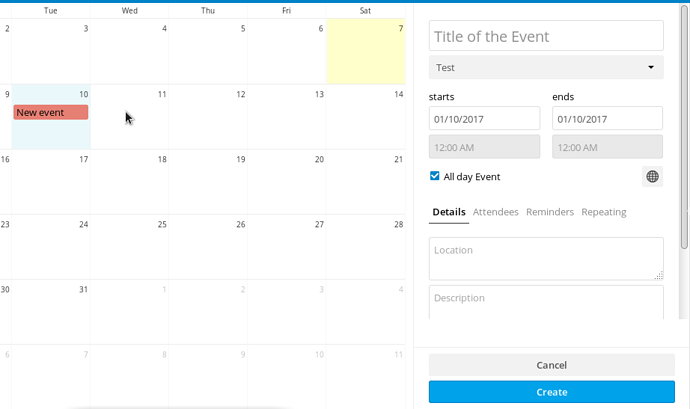 Tue Wed Thu Fri Sat
2 3 4 5 6 7
9 10 11 12 13 14
New event
16 17 18 19 20 21
23 24 25 26 27 28
30 31 1 2 3 4
6 7 8 9 10 11
Title of the Event
Test
starts ends
01/10/2017 01/10/2017
12:00 AM 12:00 AM
All day Event
Details Attendees Reminders Repeating
Location
Description
Cancel
Create